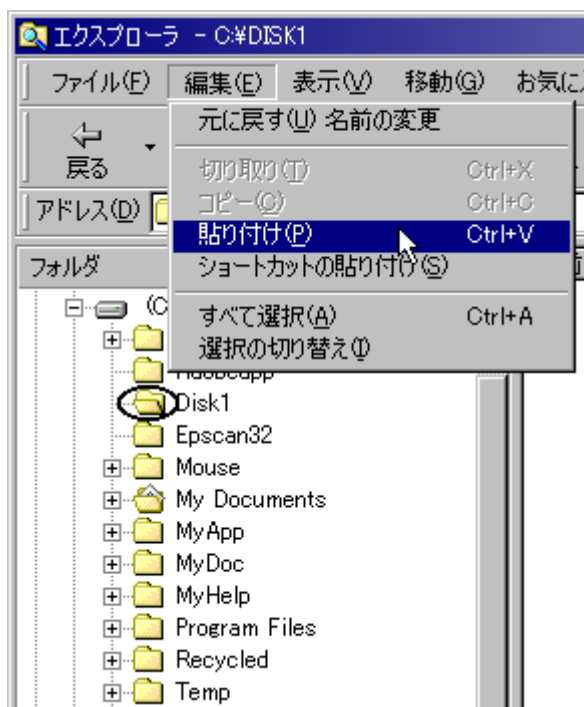 エクスプローラ - C:¥DISK1
ファイル(F) 編集(E) 表示(V) 移動(G) お気に
元に戻す(U) 名前の変更
戻る
切り取り(T) Ctrl+X
コピー(C) Ctrl+C
アドレス(D)
貼り付け(P) Ctrl+V
フォルダ
ショートカットの貼り付け(S)
すべて選択(A) Ctrl+A
選択の切り替え(I)
(C
Disk1
Epscan32
Mouse
My Documents
MyApp
MyDoc
MyHelp
Program Files
Recycled
Temp